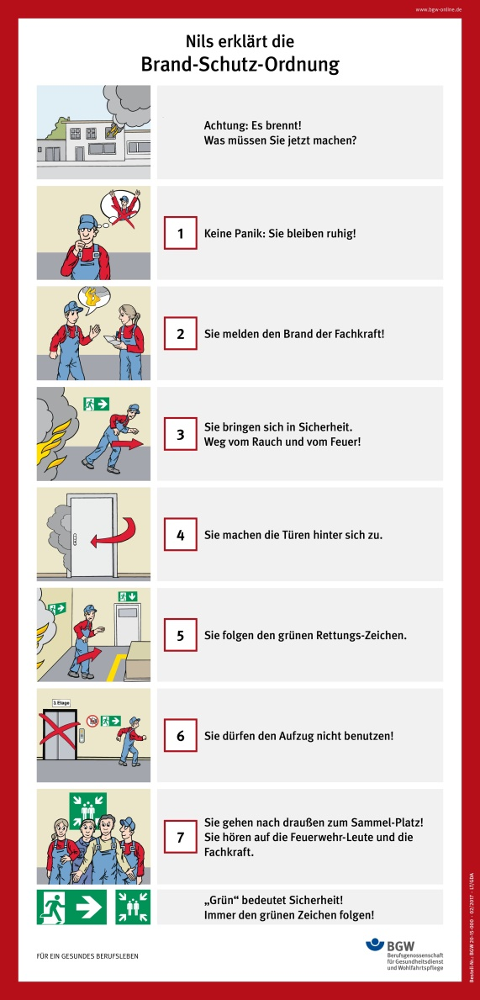 www.bgw-online.de
Nils erklärt die
Brand-Schutz-Ordnung
Achtung: Es brennt!
Was müssen Sie jetzt machen?
1
Keine Panik: Sie bleiben ruhig!
2
Sie melden den Brand der Fachkraft!
3
Sie bringen sich in Sicherheit.
Weg vom Rauch und vom Feuer!
4
Sie machen die Türen hinter sich zu.
5
Sie folgen den grünen Rettungs-Zeichen.
3. Etage
6
Sie dürfen den Aufzug nicht benutzen!
7
Sie gehen nach draußen zum Sammel-Platz!
Sie hören auf die Feuerwehr-Leute und die
Fachkraft.
„Grün“ bedeutet Sicherheit!
Immer den grünen Zeichen folgen!
FÜR EIN GESUNDES BERUFSLEBEN
BGW
Berufsgenossenschaft
für Gesundheitsdienst
und Wohlfahrtspflege
Bestell-Nr.: BGW 20-15-000 · 02/2017 · LT/GDA